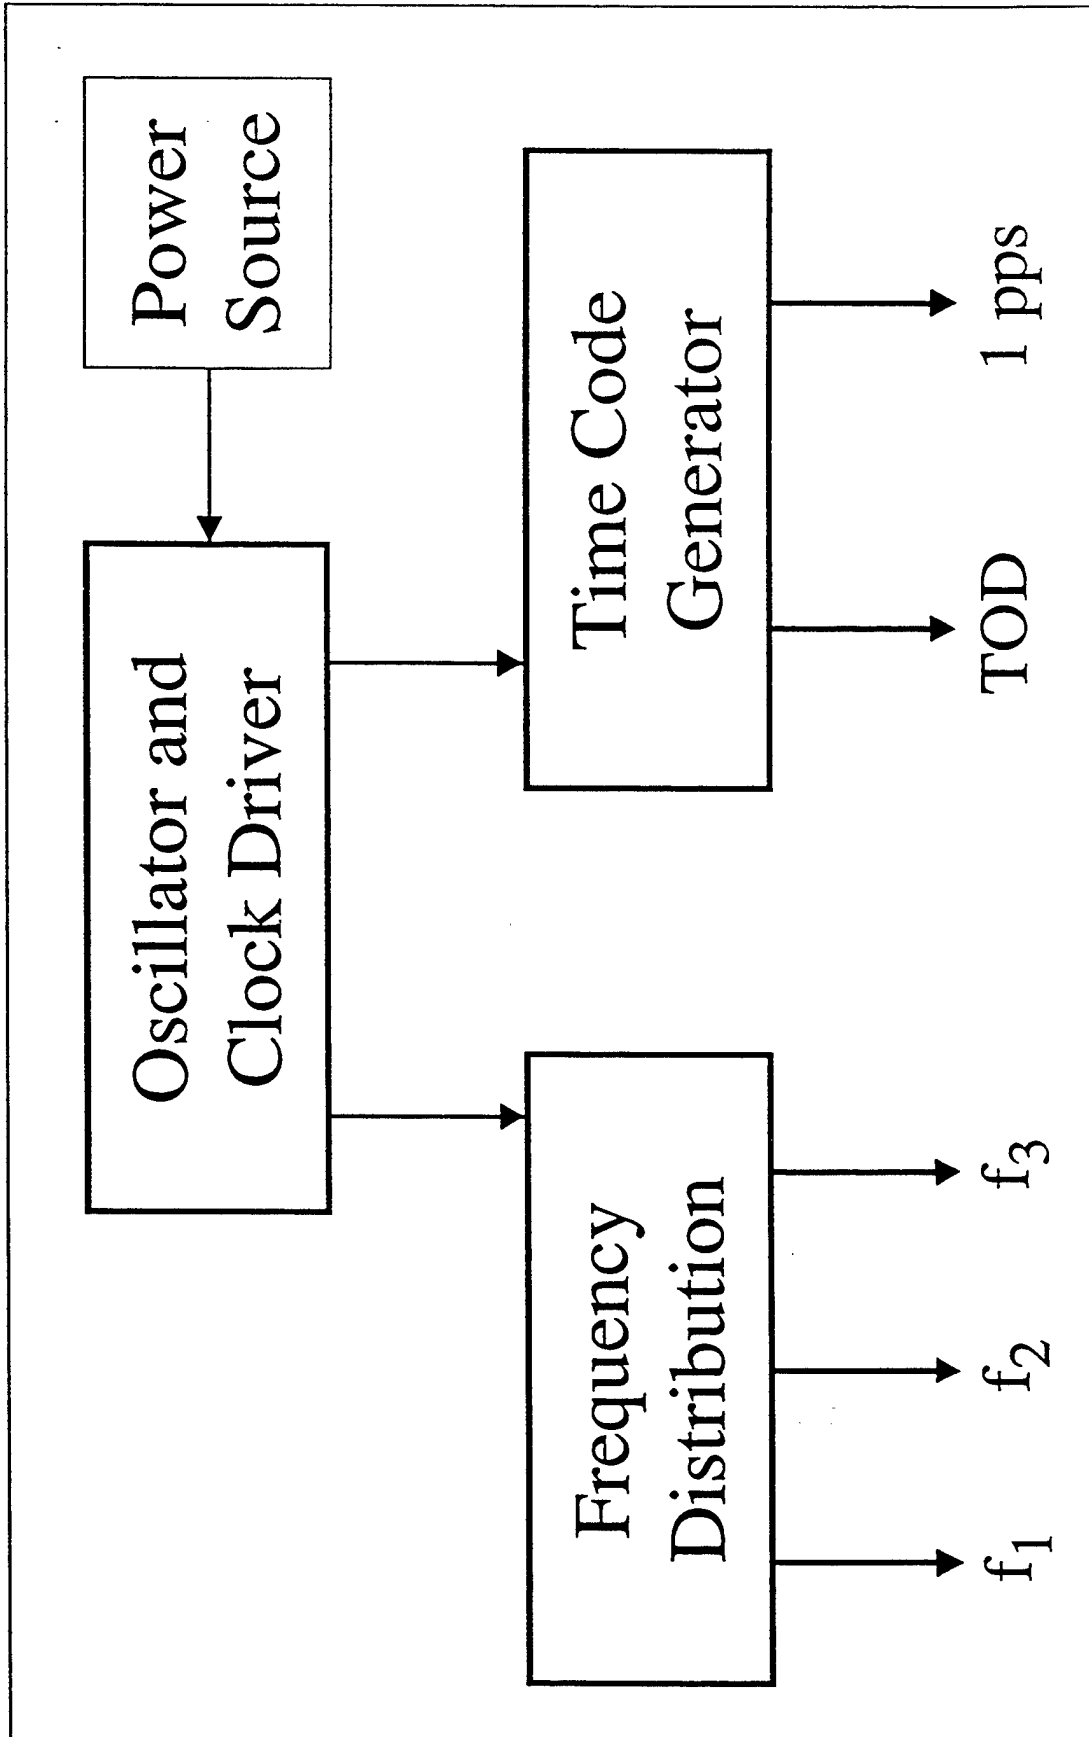 Oscillator and
Clock Driver
Power
Source
Frequency
Distribution
Time Code
Generator
f1
f2
f3
TOD
1 pps